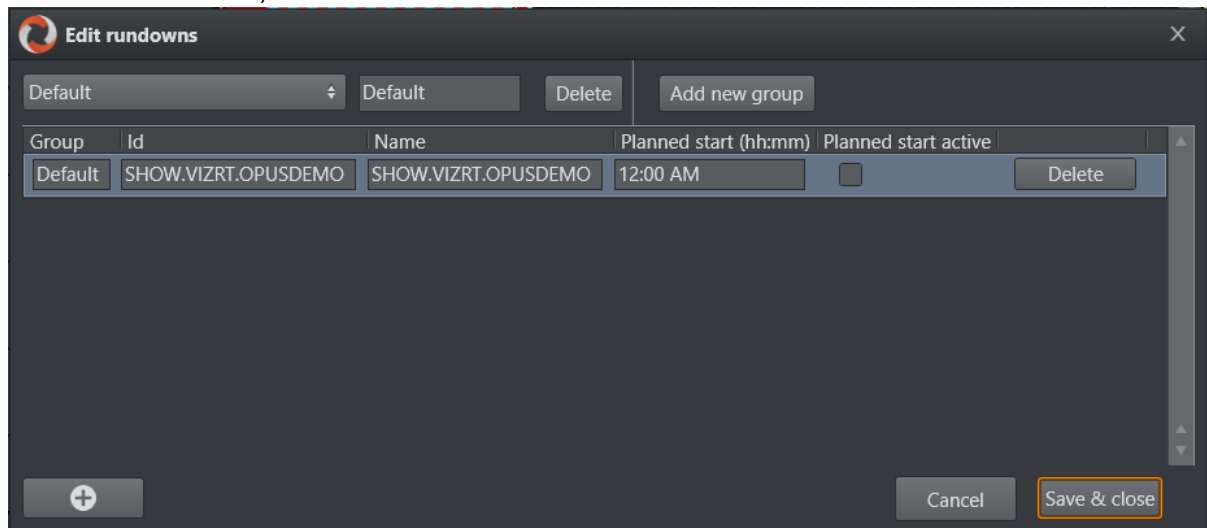 Edit rundowns X
Default Default Delete Add new group
Group Id Name Planned start (hh:mm) Planned start active
Default SHOW.VIZRT.OPUSDEMO SHOW.VIZRT.OPUSDEMO 12:00 AM Delete
Cancel Save & close